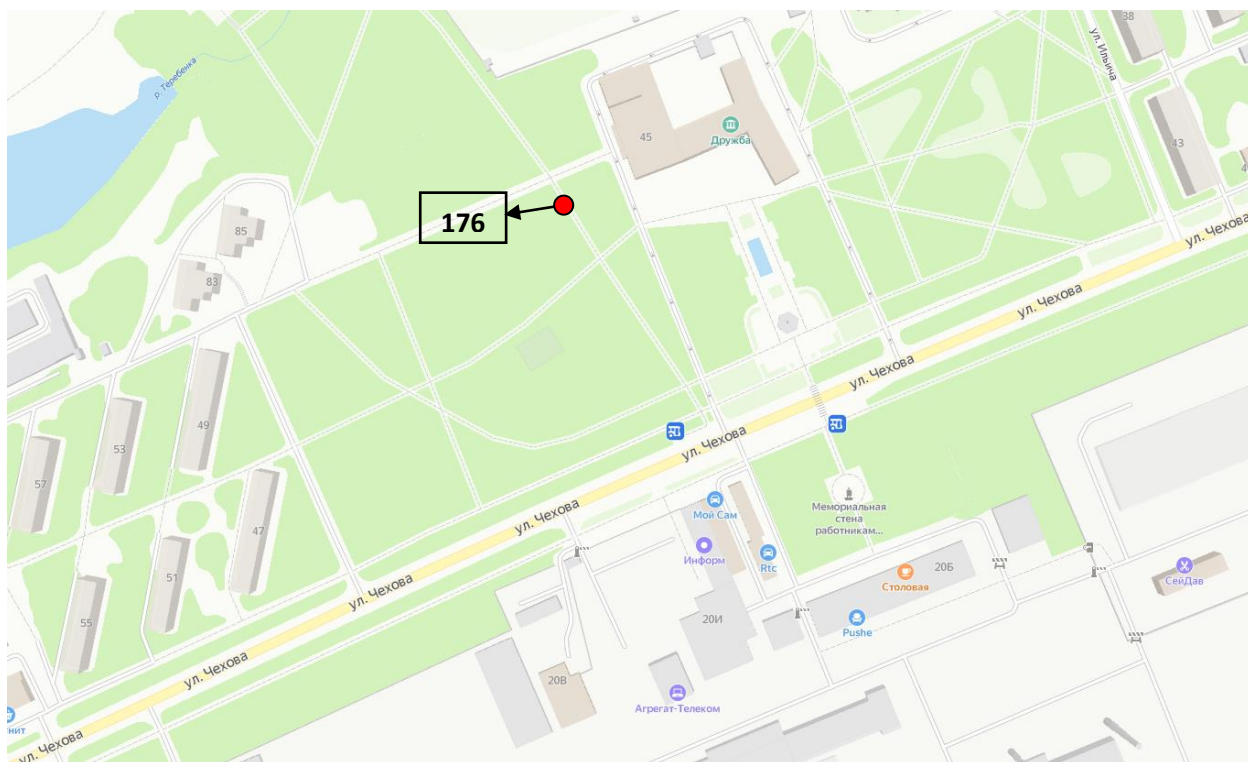 38
ул. Ильича
р. Теребенка
45
Дружба
43
176
85
ул. Чехова
83
ул. Чехова
ул. Чехова
49
53
57
ул. Чехова
47
Мой Сам
Мемориальная
стена
работникам...
ул. Чехова
Информ
Rtc
20Б
Столовая
СейДав
51
ул. Чехова
55
20И
Pushe
ул. Чехова
20В
Агрегат-Телеком
нит
ул. Чехова